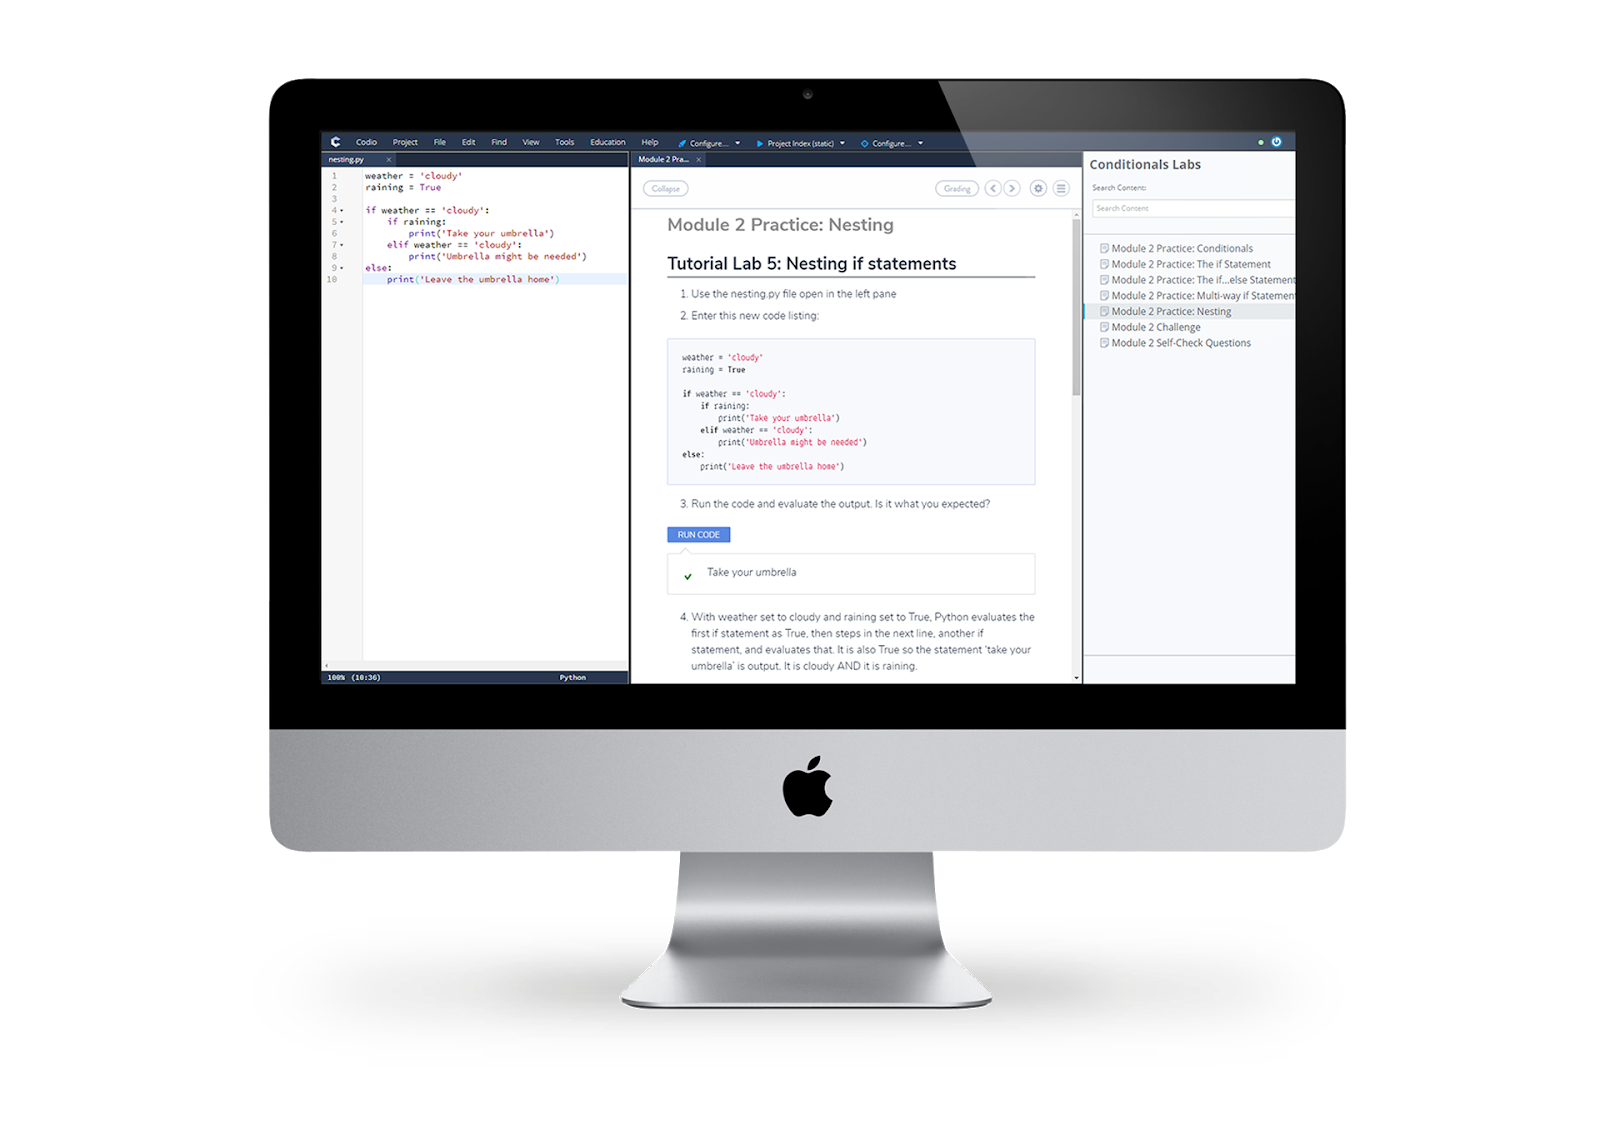 Codio Project File Edit Find View Tools Education Help Configure... Project Index (static) Configure...
nesting.py ×
1 weather = 'cloudy'
2 raining = True
3
4 if weather == 'cloudy':
5 if raining:
6 print('Take your umbrella')
7 elif weather == 'cloudy':
8 print('Umbrella might be needed')
9 else:
10 print('Leave the umbrella home')
100% (10:36) Python
Module 2 Pra... ×
Collapse Grading
Module 2 Practice: Nesting
Tutorial Lab 5: Nesting if statements
1. Use the nesting.py file open in the left pane
2. Enter this new code listing:
weather = 'cloudy'
raining = True
if weather == 'cloudy':
if raining:
print('Take your umbrella')
elif weather == 'cloudy':
print('Umbrella might be needed')
else:
print('Leave the umbrella home')
3. Run the code and evaluate the output. Is it what you expected?
RUN CODE
Take your umbrella
4. With weather set to cloudy and raining set to True, Python evaluates the
first if statement as True, then steps in the next line, another if
statement, and evaluates that. It is also True so the statement 'take your
umbrella' is output. It is cloudy AND it is raining.
Conditionals Labs
Search Content:
Search Content
Module 2 Practice: Conditionals
Module 2 Practice: The if Statement
Module 2 Practice: The if...else Statement
Module 2 Practice: Multi-way if Statemen
Module 2 Practice: Nesting
Module 2 Challenge
Module 2 Self-Check Questions